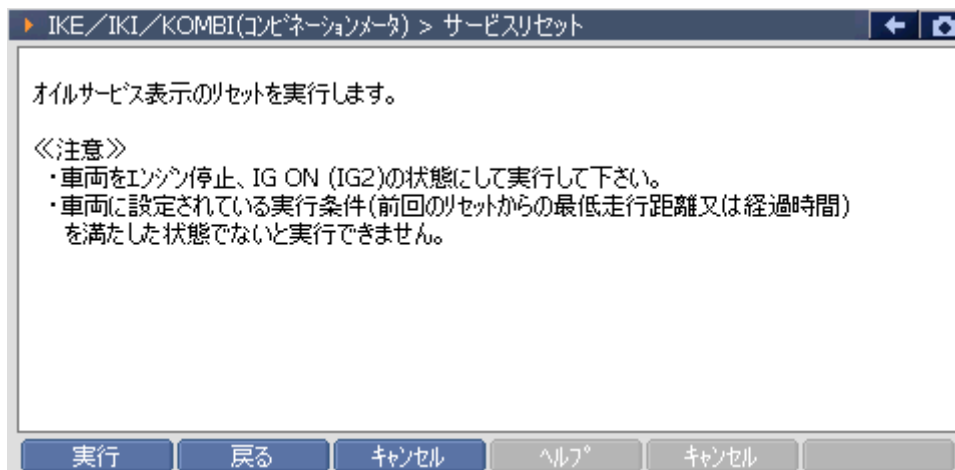 IKE／IKI／KOMBI(ｺﾝﾋﾞﾈｰｼｮﾝﾒｰﾀ) > サービスリセット
オイルサービス表示のリセットを実行します。
≪注意≫
・車両をエンジン停止、IG ON (IG2)の状態にして実行して下さい。
・車両に設定されている実行条件(前回のリセットからの最低走行距離又は経過時間)
を満たした状態でないと実行できません。
実行 戻る ｷｬﾝｾﾙ ﾍﾙﾌﾟ ｷｬﾝｾﾙ